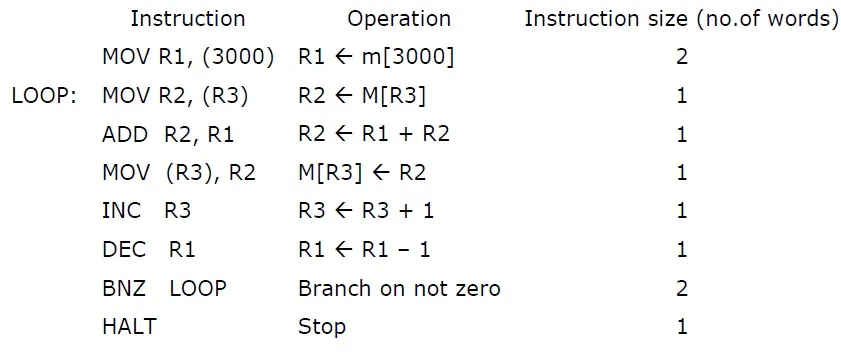 Instruction Operation Instruction size (no.of words)
MOV R1, (3000) R1 ← m[3000] 2
LOOP: MOV R2, (R3) R2 ← M[R3] 1
ADD R2, R1 R2 ← R1 + R2 1
MOV (R3), R2 M[R3] ← R2 1
INC R3 R3 ← R3 + 1 1
DEC R1 R1 ← R1 – 1 1
BNZ LOOP Branch on not zero 2
HALT Stop 1